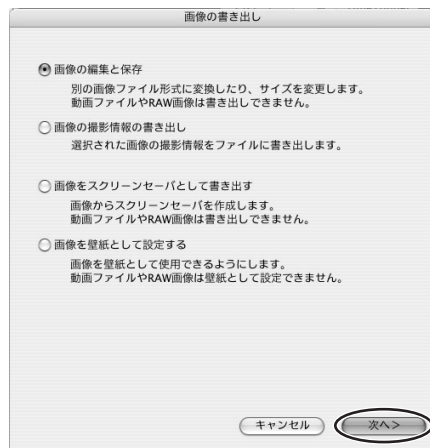 画像の書き出し
画像の編集と保存
別の画像ファイル形式に変換したり、サイズを変更します。
動画ファイルやRAW画像は書き出しできません。
画像の撮影情報の書き出し
選択された画像の撮影情報をファイルに書き出します。
画像をスクリーンセーバとして書き出す
画像からスクリーンセーバを作成します。
動画ファイルやRAW画像は書き出しできません。
画像を壁紙として設定する
画像を壁紙として使用できるようにします。
動画ファイルやRAW画像は壁紙として設定できません。
キャンセル 次へ>